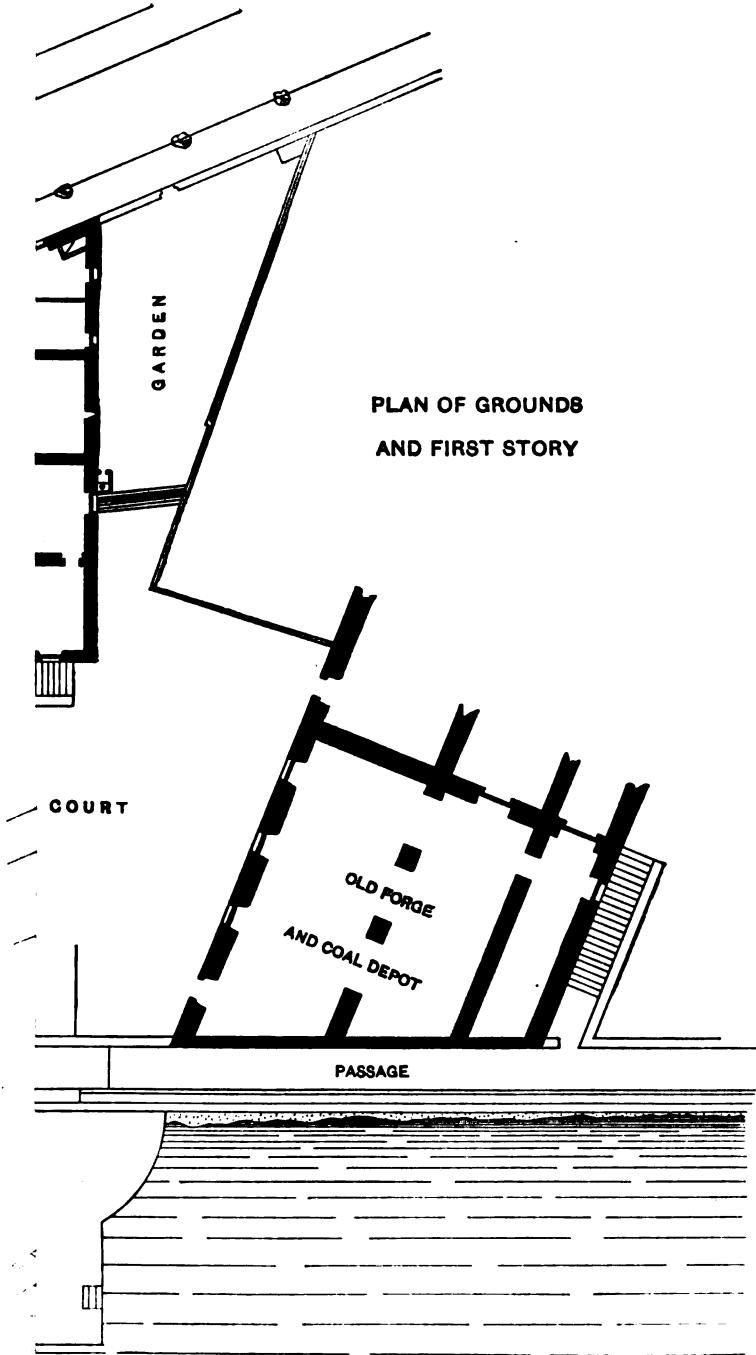 GARDEN
PLAN OF GROUNDS
AND FIRST STORY
COURT
OLD FORGE
AND COAL DEPOT
PASSAGE